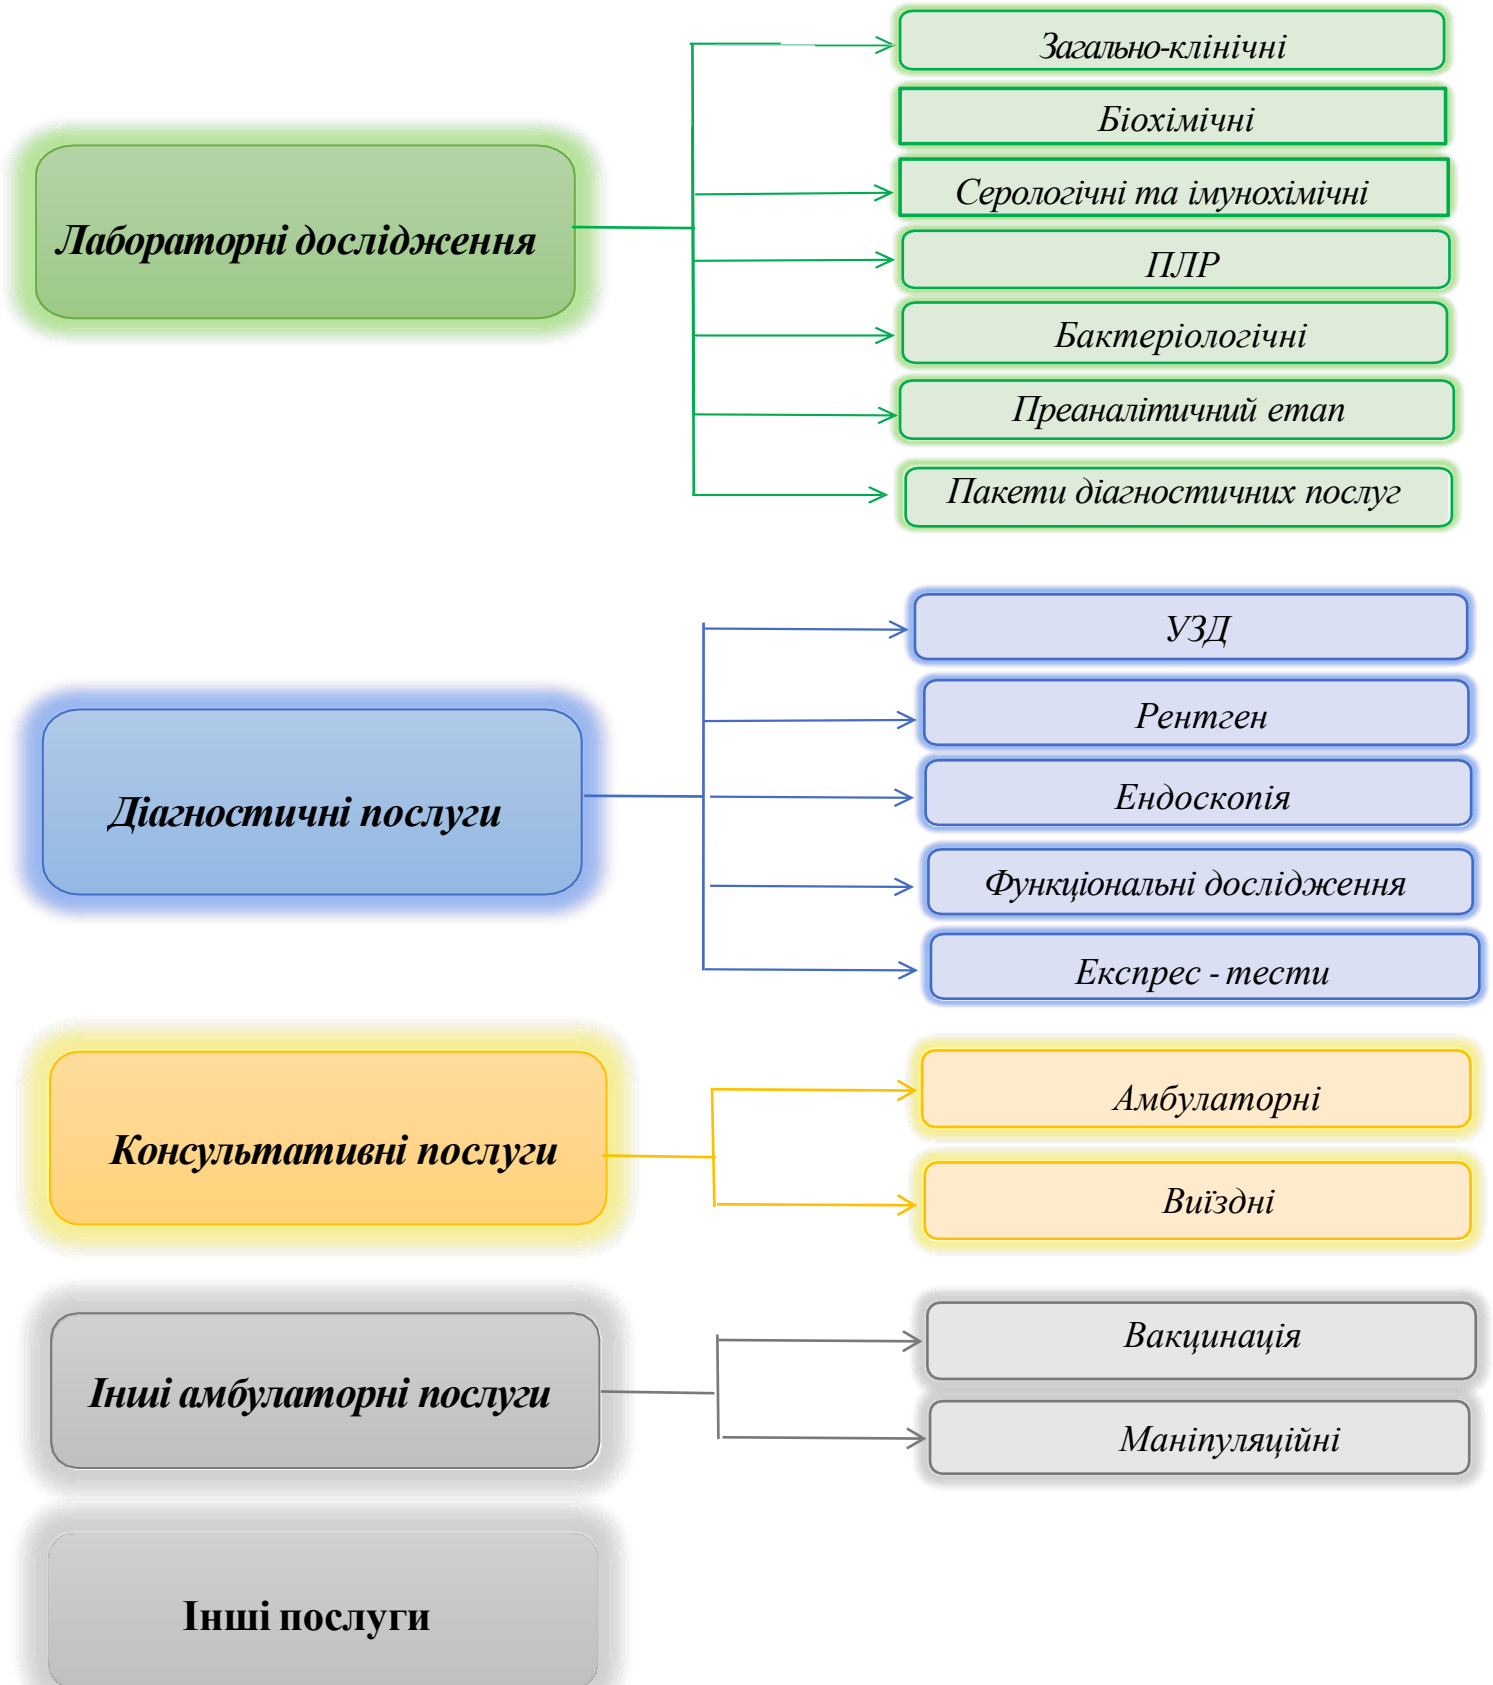 Загально-клінічні
Біохімічні
Серологічні та імунохімічні
Лабораторні дослідження
ПЛР
Бактеріологічні
Преаналітичний етап
Пакети діагностичних послуг
УЗД
Рентген
Діагностичні послуги
Ендоскопія
Функціональні дослідження
Експрес - тести
Амбулаторні
Консультативні послуги
Виїздні
Вакцинація
Інші амбулаторні послуги
Маніпуляційні
Інші послуги